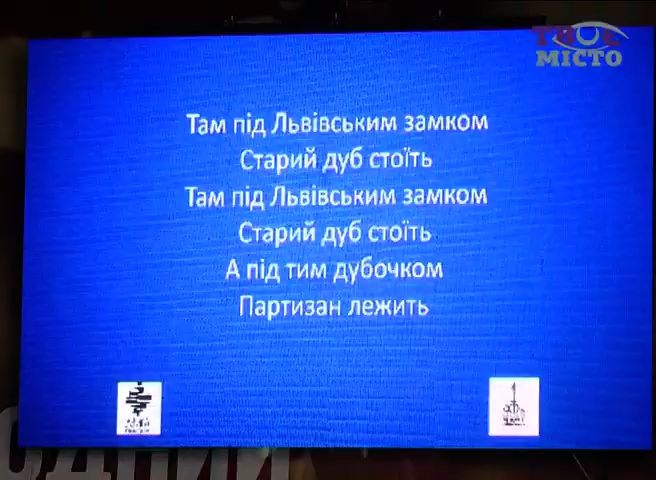 ТВОЄ
МІСТО
Там під Львівським замком
Старий дуб стоїть
Там під Львівським замком
Старий дуб стоїть
А під тим дубочком
Партизан лежить